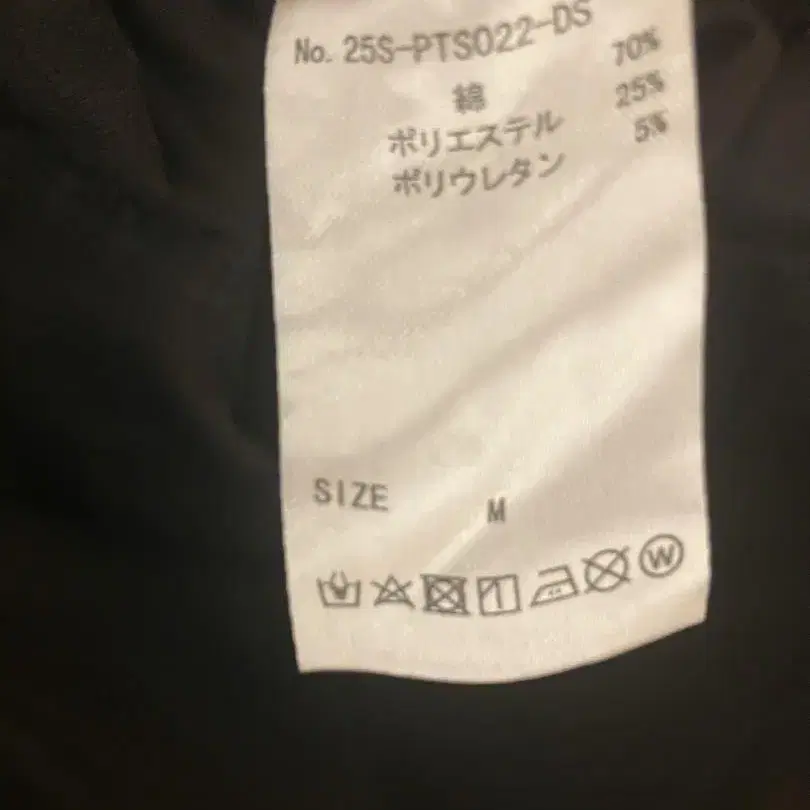 No. 25S-PTS022-DS
綿 70%
ポリエステル 25%
ポリウレタン 5%
SIZE M
W